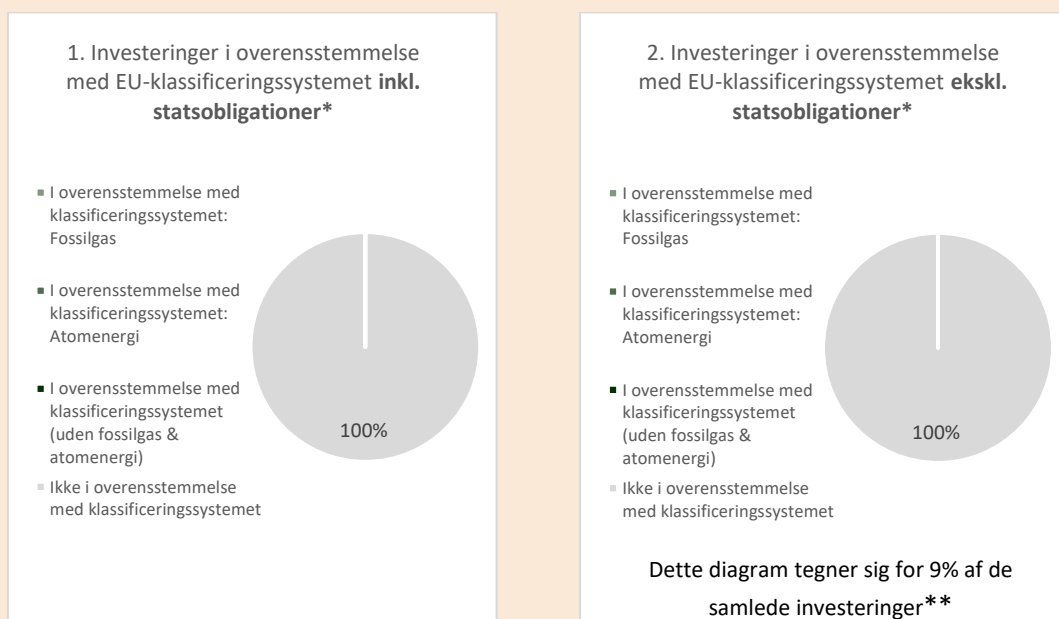 1. Investeringer i overensstemmelse
med EU-klassificeringssystemet inkl.
statsobligationer*
I overensstemmelse med
klassificeringssystemet:
Fossilgas
I overensstemmelse med
klassificeringssystemet:
Atomenergi
I overensstemmelse med
klassificeringssystemet
(uden fossilgas &
atomenergi)
Ikke i overensstemmelse
med klassificeringssystemet
100%
2. Investeringer i overensstemmelse
med EU-klassificeringssystemet ekskl.
statsobligationer*
I overensstemmelse med
klassificeringssystemet:
Fossilgas
I overensstemmelse med
klassificeringssystemet:
Atomenergi
I overensstemmelse med
klassificeringssystemet
(uden fossilgas &
atomenergi)
Ikke i overensstemmelse
med klassificeringssystemet
100%
Dette diagram tegner sig for 9% af de
samlede investeringer**